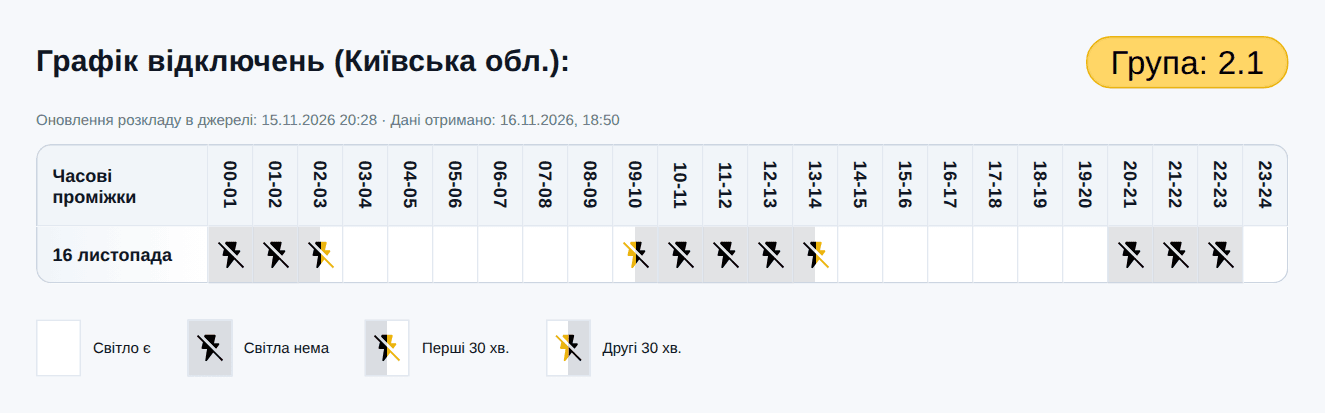 Графік відключень (Київська обл.):
Група: 2.1
Оновлення розкладу в джерелі: 15.11.2026 20:28 · Дані отримано: 16.11.2026, 18:50
Часові
проміжки
00-01
01-02
02-03
03-04
04-05
05-06
06-07
07-08
08-09
09-10
10-11
11-12
12-13
13-14
14-15
15-16
16-17
17-18
18-19
19-20
20-21
21-22
22-23
23-24
16 листопада
Світло є
Світла нема
Перші 30 хв.
Другі 30 хв.